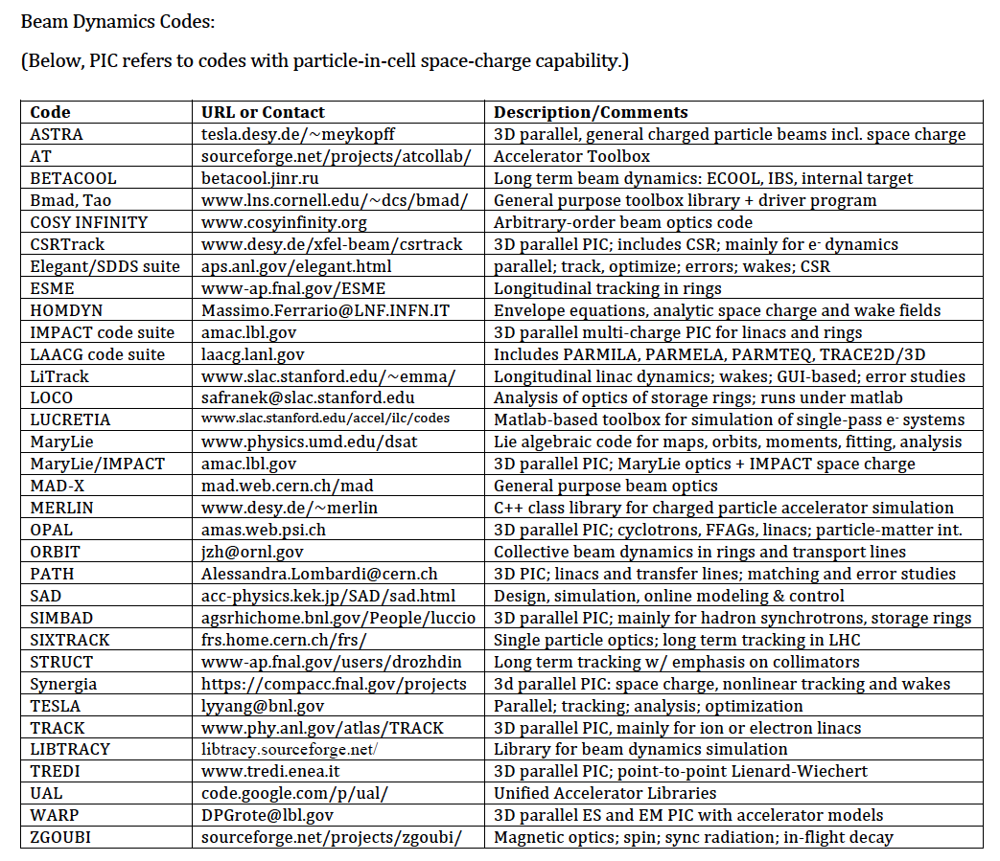 Beam Dynamics Codes:
(Below, PIC refers to codes with particle-in-cell space-charge capability.)
Code URL or Contact Description/Comments
ASTRA tesla.desy.de/~meykopff 3D parallel, general charged particle beams incl. space charge
AT sourceforge.net/projects/atcollab/ Accelerator Toolbox
BETACOOL betacool.jinr.ru Long term beam dynamics: ECOOL, IBS, internal target
Bmad, Tao www.lns.cornell.edu/~dcs/bmad/ General purpose toolbox library + driver program
COSY INFINITY www.cosyinfinity.org Arbitrary-order beam optics code
CSRTrack www.desy.de/xfel-beam/csrtrack 3D parallel PIC; includes CSR; mainly for e- dynamics
Elegant/SDDS suite aps.anl.gov/elegant.html parallel; track, optimize; errors; wakes; CSR
ESME www-ap.fnal.gov/ESME Longitudinal tracking in rings
HOMDYN Massimo.Ferrario@LNF.INFN.IT Envelope equations, analytic space charge and wake fields
IMPACT code suite amac.lbl.gov 3D parallel multi-charge PIC for linacs and rings
LAACG code suite laacg.lanl.gov Includes PARMILA, PARMELA, PARMTEQ, TRACE2D/3D
LiTrack www.slac.stanford.edu/~emma/ Longitudinal linac dynamics; wakes; GUI-based; error studies
LOCO safranek@slac.stanford.edu Analysis of optics of storage rings; runs under matlab
LUCRETIA www.slac.stanford.edu/accel/ilc/codes Matlab-based toolbox for simulation of single-pass e- systems
MaryLie www.physics.umd.edu/dsat Lie algebraic code for maps, orbits, moments, fitting, analysis
MaryLie/IMPACT amac.lbl.gov 3D parallel PIC; MaryLie optics + IMPACT space charge
MAD-X mad.web.cern.ch/mad General purpose beam optics
MERLIN www.desy.de/~merlin C++ class library for charged particle accelerator simulation
OPAL amas.web.psi.ch 3D parallel PIC; cyclotrons, FFAGs, linacs; particle-matter int.
ORBIT jzh@ornl.gov Collective beam dynamics in rings and transport lines
PATH Alessandra.Lombardi@cern.ch 3D PIC; linacs and transfer lines; matching and error studies
SAD acc-physics.kek.jp/SAD/sad.html Design, simulation, online modeling & control
SIMBAD agsrhichome.bnl.gov/People/luccio 3D parallel PIC; mainly for hadron synchrotrons, storage rings
SIXTRACK frs.home.cern.ch/frs/ Single particle optics; long term tracking in LHC
STRUCT www-ap.fnal.gov/users/drozhdin Long term tracking w/ emphasis on collimators
Synergia https://compacc.fnal.gov/projects 3d parallel PIC: space charge, nonlinear tracking and wakes
TESLA lyyang@bnl.gov Parallel; tracking; analysis; optimization
TRACK www.phy.anl.gov/atlas/TRACK 3D parallel PIC, mainly for ion or electron linacs
LIBTRACY libtracy.sourceforge.net/ Library for beam dynamics simulation
TREDI www.tredi.enea.it 3D parallel PIC; point-to-point Lienard-Wiechert
UAL code.google.com/p/ual/ Unified Accelerator Libraries
WARP DPGrote@lbl.gov 3D parallel ES and EM PIC with accelerator models
ZGOUBI sourceforge.net/projects/zgoubi/ Magnetic optics; spin; sync radiation; in-flight decay